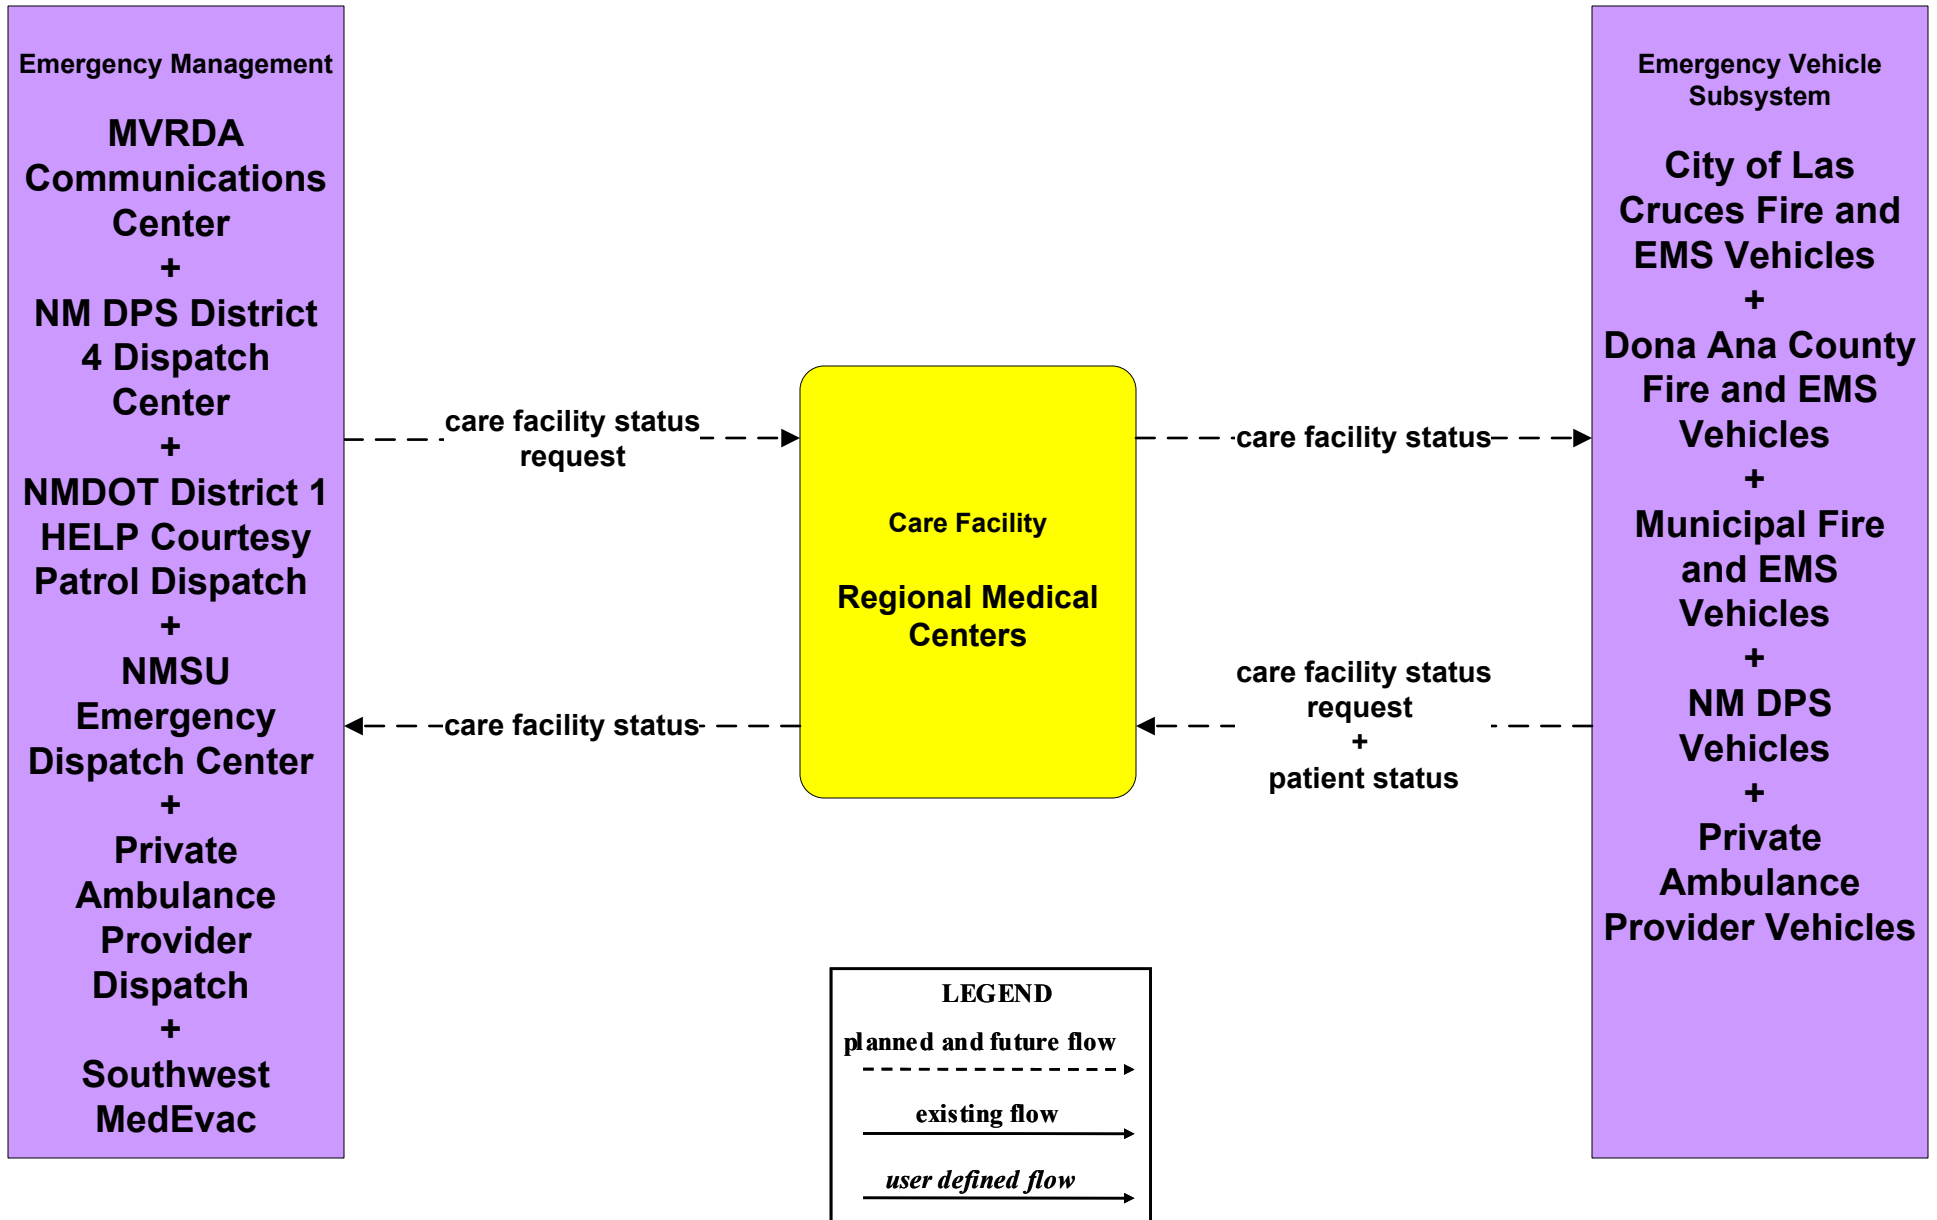 Emergency Management
MVRDA
Communications
Center
+
NM DPS District
4 Dispatch
Center
+
NMDOT District 1
HELP Courtesy
Patrol Dispatch
+
NMSU
Emergency
Dispatch Center
+
Private
Ambulance
Provider
Dispatch
+
Southwest
MedEvac
care facility status
request
care facility status
Care Facility
Regional Medical
Centers
care facility status
care facility status
request
+
patient status
Emergency Vehicle
Subsystem
City of Las
Cruces Fire and
EMS Vehicles
+
Dona Ana County
Fire and EMS
Vehicles
+
Municipal Fire
and EMS
Vehicles
+
NM DPS
Vehicles
+
Private
Ambulance
Provider Vehicles
LEGEND
planned and future flow
existing flow
user defined flow